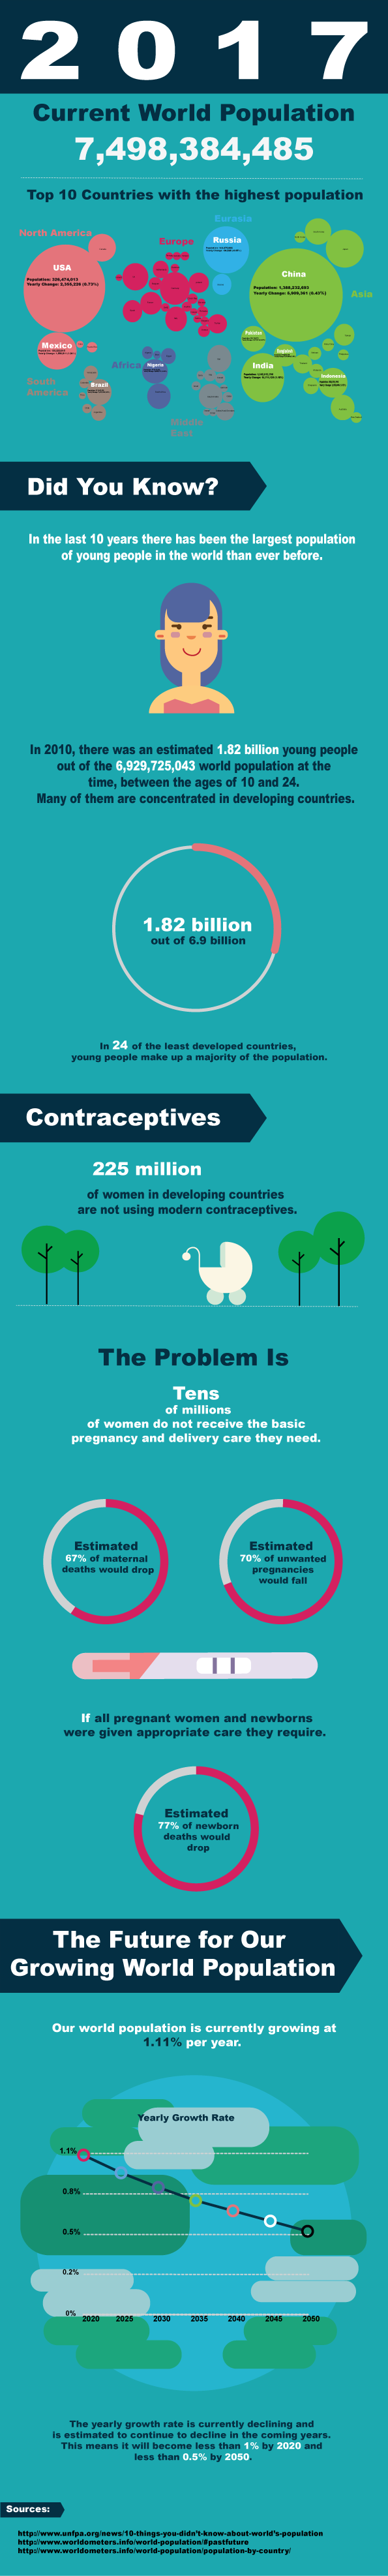 2 0 1 7
Current World Population
7,498,384,485
Top 10 Countries with the highest population
Eurasia
North America
Europe
Russia
USA
Population: 326,474,013
Yearly Change: 2,355,226 (0.73%)
China
Population: 1,388,232,693
Yearly Change: 5,909,361 (0.43%)
Asia
Mexico
Pakistan
Africa
Nigeria
India
Indonesia
South
America
Brazil
Middle
East
Did You Know?
In the last 10 years there has been the largest population
of young people in the world than ever before.
In 2010, there was an estimated 1.82 billion young people
out of the 6,929,725,043 world population at the
time, between the ages of 10 and 24.
Many of them are concentrated in developing countries.
1.82 billion
out of 6.9 billion
In 24 of the least developed countries,
young people make up a majority of the population.
Contraceptives
225 million
of women in developing countries
are not using modern contraceptives.
The Problem Is
Tens
of millions
of women do not receive the basic
pregnancy and delivery care they need.
Estimated
67% of maternal
deaths would drop
Estimated
70% of unwanted
pregnancies
would fall
If all pregnant women and newborns
were given appropriate care they require.
Estimated
77% of newborn
deaths would
drop
The Future for Our
Growing World Population
Our world population is currently growing at
1.11% per year.
Yearly Growth Rate
1.1%
0.8%
0.5%
0.2%
0%
2020 2025 2030 2035 2040 2045 2050
The yearly growth rate is currently declining and
is estimated to continue to decline in the coming years.
This means it will become less than 1% by 2020 and
less than 0.5% by 2050.
Sources:
http://www.unfpa.org/news/10-things-you-didn't-know-about-world's-population
http://www.worldometers.info/world-population/#pastfuture
http://www.worldometers.info/world-population/population-by-country/